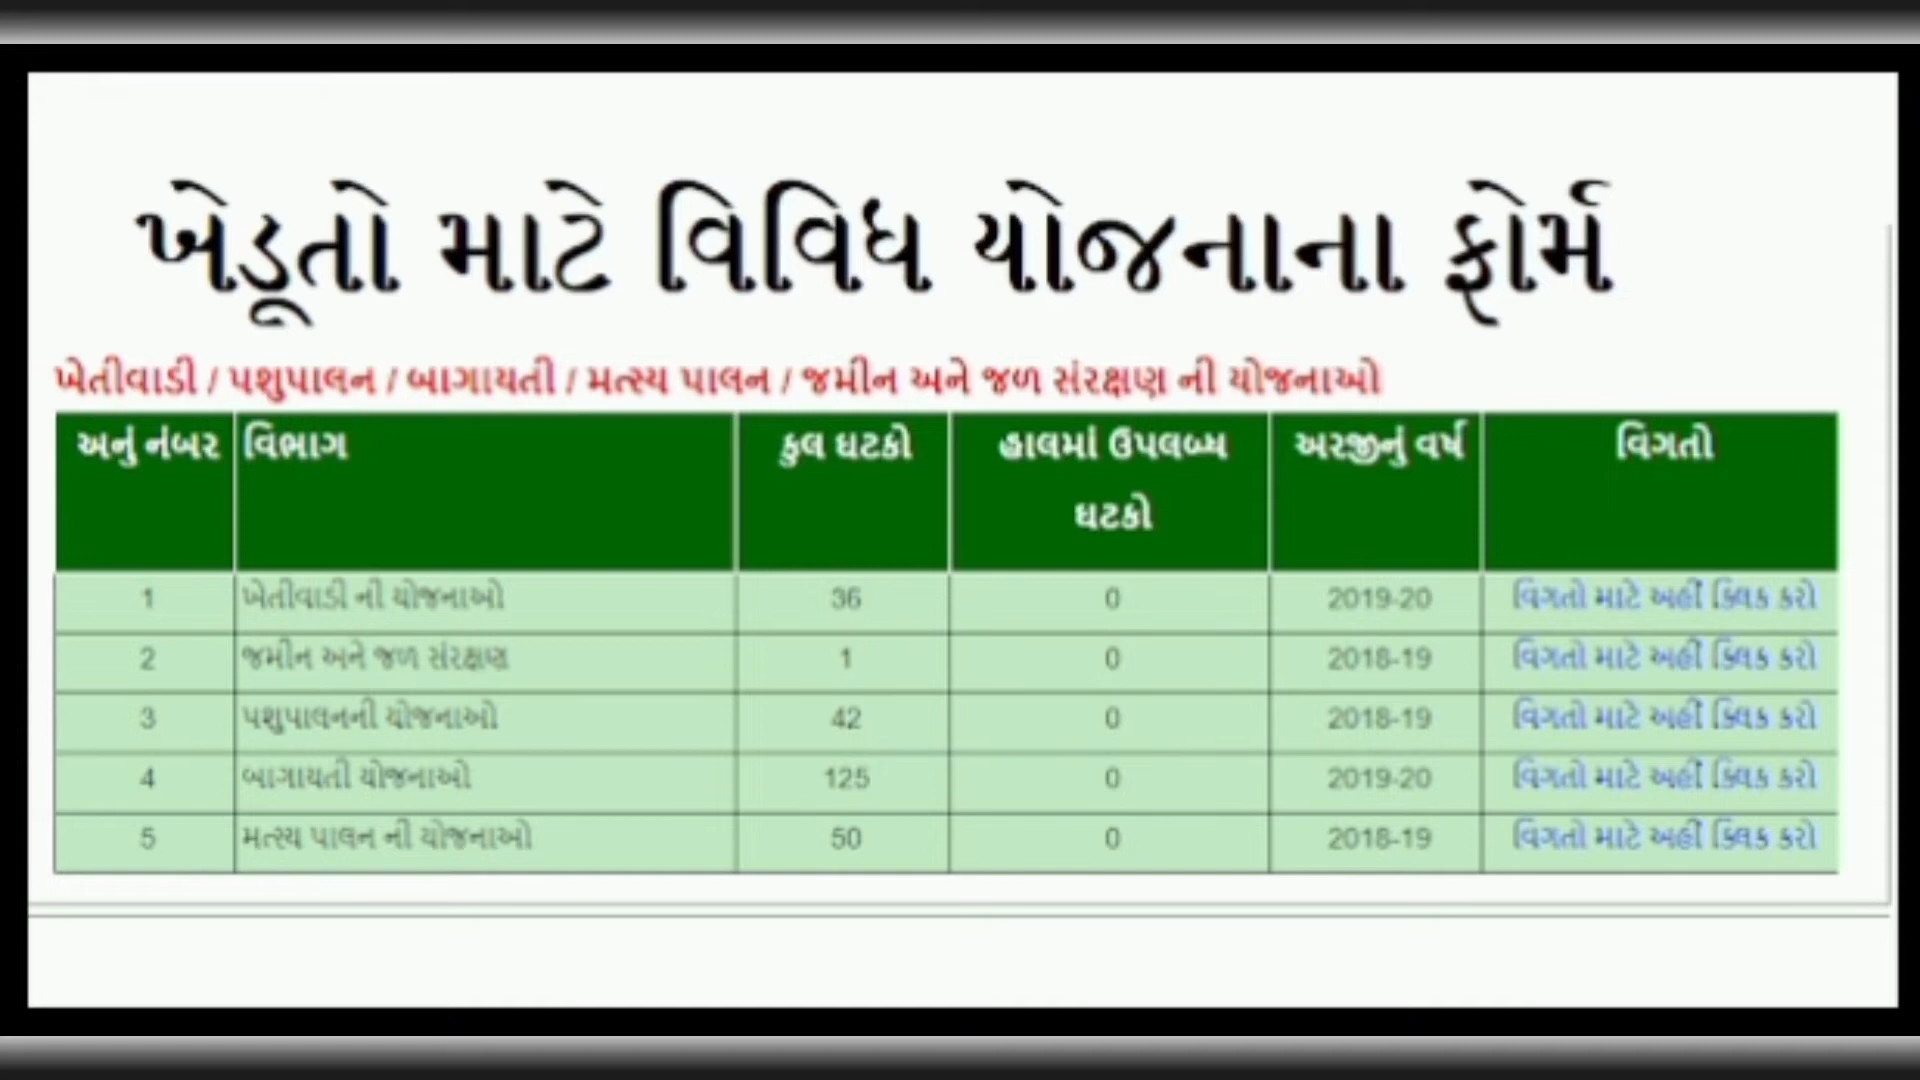 ખેડૂતો માટે વિવિધ યોજનાના ફોર્મ
ખેતીવાડી / પશુપાલન / બાગાયતી / મત્સ્ય પાલન / જમીન અને જળ સંરક્ષણ ની યોજનાઓ
અનું નંબર વિભાગ કુલ ઘટકો હાલમાં ઉપલબ્ધ ઘટકો અરજીનું વર્ષ વિગતો
1 ખેતીવાડી ની યોજનાઓ 36 0 2019-20 વિગતો માટે અહીં ક્લિક કરો
2 જમીન અને જળ સંરક્ષણ 1 0 2018-19 વિગતો માટે અહીં ક્લિક કરો
3 પશુપાલનની યોજનાઓ 42 0 2018-19 વિગતો માટે અહીં ક્લિક કરો
4 બાગાયતી યોજનાઓ 125 0 2019-20 વિગતો માટે અહીં ક્લિક કરો
5 મત્સ્ય પાલન ની યોજનાઓ 50 0 2018-19 વિગતો માટે અહીં ક્લિક કરો